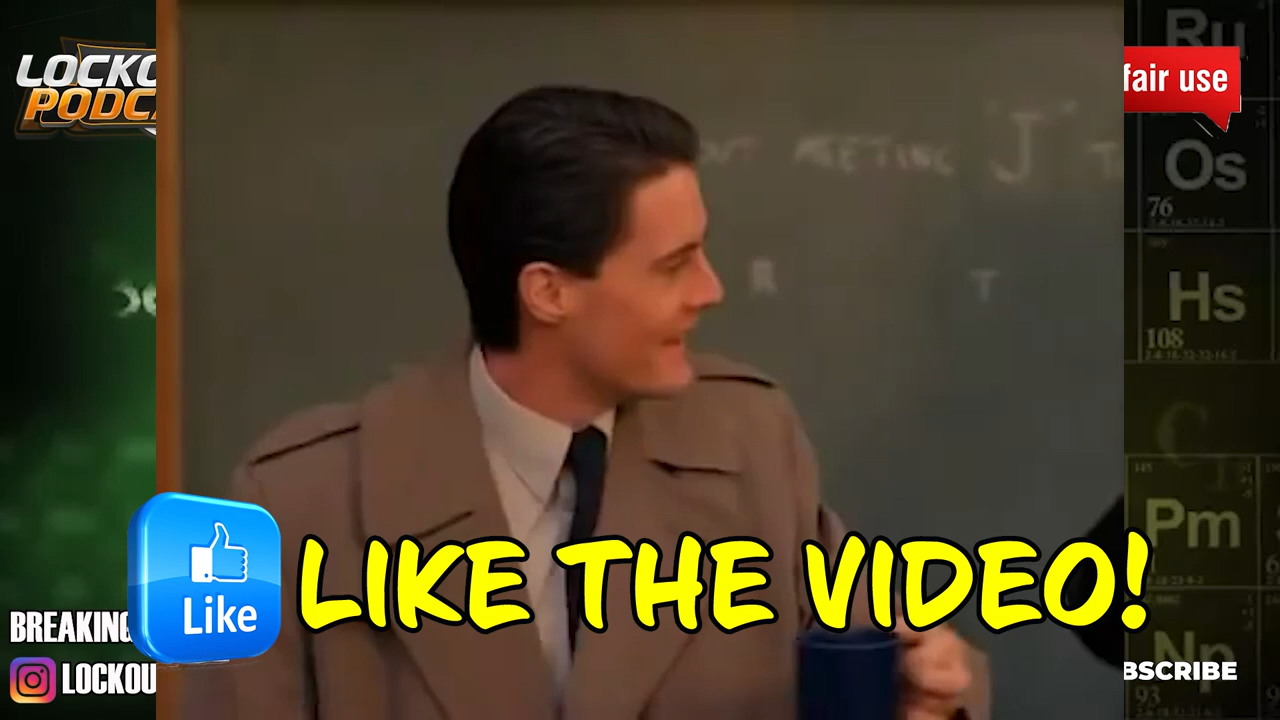 LOCKO
PODCA
fair use
Ru
MEETING "J" T
R T
Os
76
Hs
108
Pm
Like
LIKE THE VIDEO!
BREAKING
LOCKOU
BSCRIBE
Np
93